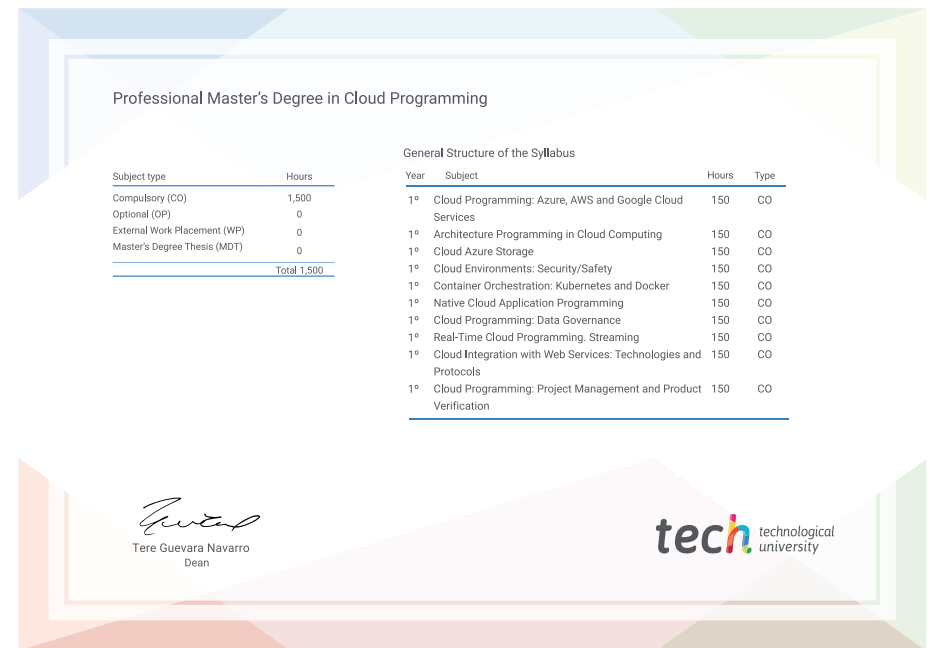 Professional Master's Degree in Cloud Programming
Subject type Hours
Compulsory (CO) 1,500
Optional (OP) 0
External Work Placement (WP) 0
Master's Degree Thesis (MDT) 0
Total 1,500
General Structure of the Syllabus
Year Subject Hours Type
1º Cloud Programming: Azure, AWS and Google Cloud 150 CO
Services
1º Architecture Programming in Cloud Computing 150 CO
1º Cloud Azure Storage 150 CO
1º Cloud Environments: Security/Safety 150 CO
1º Container Orchestration: Kubernetes and Docker 150 CO
1º Native Cloud Application Programming 150 CO
1º Cloud Programming: Data Governance 150 CO
1º Real-Time Cloud Programming. Streaming 150 CO
1º Cloud Integration with Web Services: Technologies and 150 CO
Protocols
1º Cloud Programming: Project Management and Product 150 CO
Verification
Tere Guevara Navarro
Dean
tech technological
university